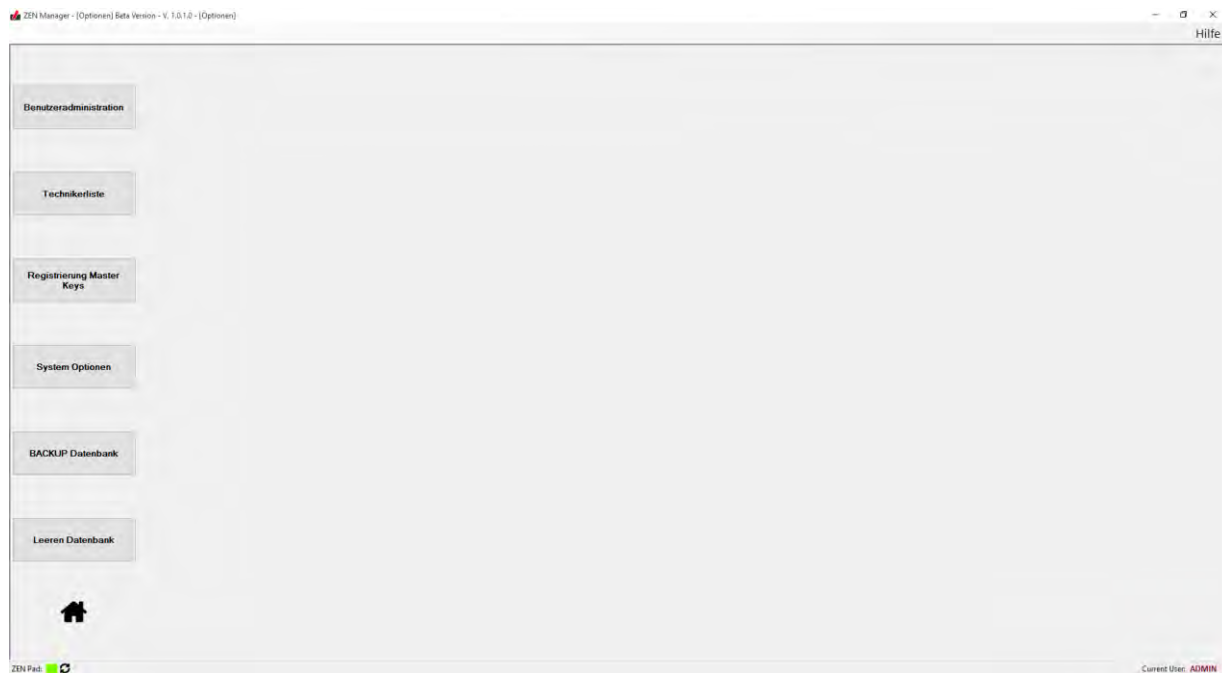 ZEN Manager - [Optionen] Beta Version - V. 1.0.1.0 - [Optionen]
Hilfe
Benutzeradministration
Technikerliste
Registrierung Master
Keys
System Optionen
BACKUP Datenbank
Leeren Datenbank
ZEN Pad:
Current User: ADMIN